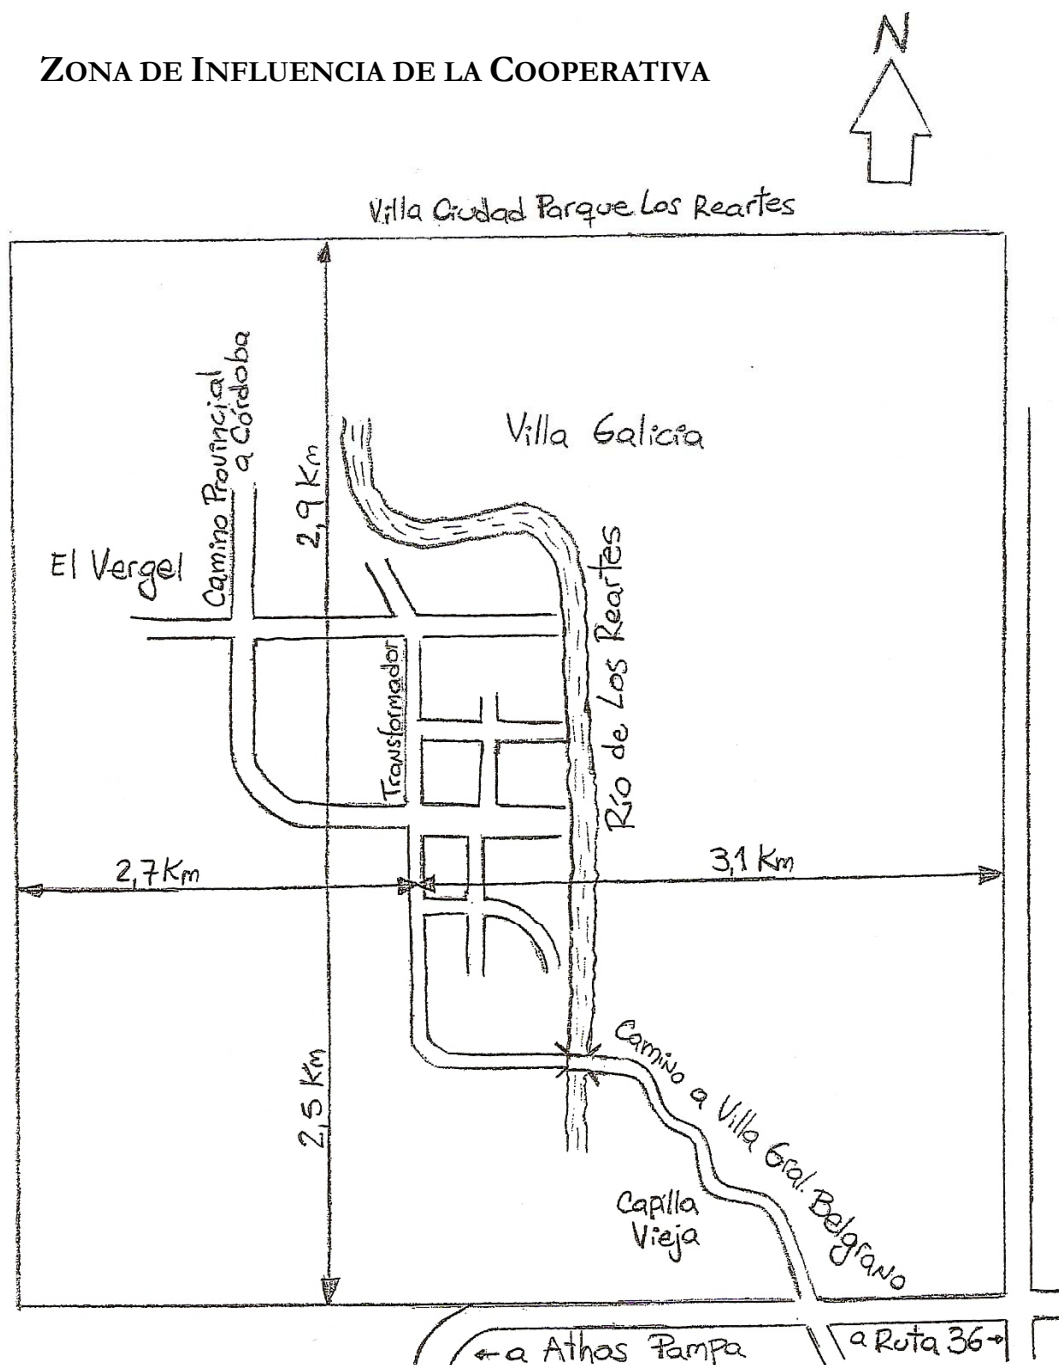 N
ZONA DE INFLUENCIA DE LA COOPERATIVA
Villa Ciudad Parque Los Reartes
Camino Provincial
a Córdoba
2,9 Km
Villa Galicia
El Vergel
Río de Los Reartes
Transformador
2,7 Km
3,1 Km
2,5 Km
Camino a Villa Gral. Belgrano
Capilla
Vieja
← a Athos Pampa
a Ruta 36→